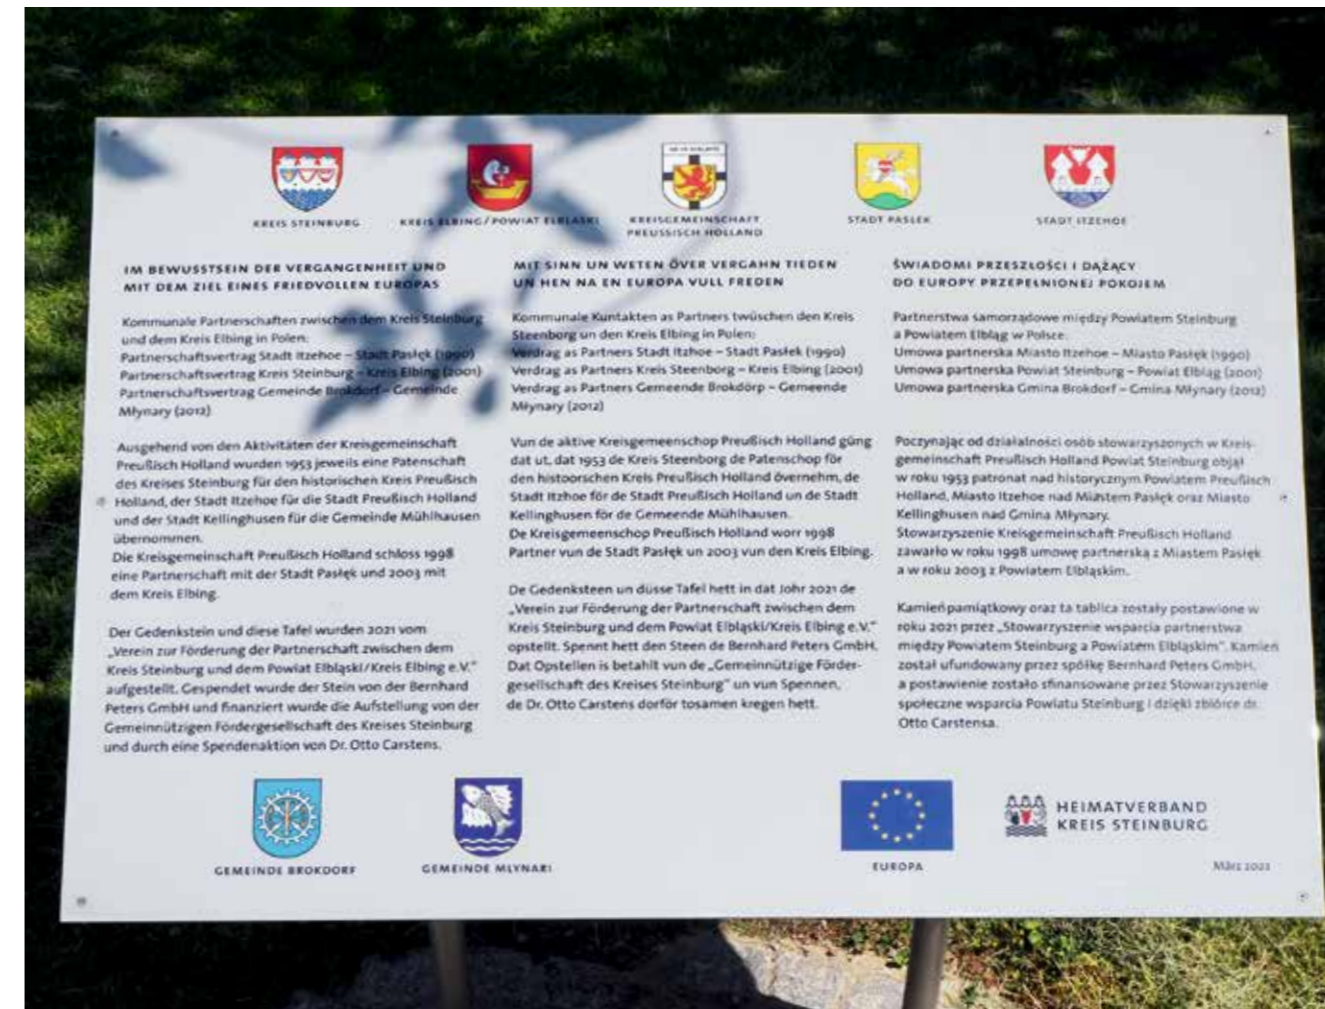 KREIS STEINBURG
KREIS ELBING/POWIAT ELBLĄSKI
KREISGEMEINSCHAFT
PREUSSISCH HOLLAND
STADT PASŁEK
STADT ITZEHOE
IM BEWUSSTSEIN DER VERGANGENHEIT UND
MIT DEM ZIEL EINES FRIEDVOLLEN EUROPAS
Kommunale Partnerschaften zwischen dem Kreis Steinburg
und dem Kreis Elbing in Polen:
Partnerschaftsvertrag Stadt Itzehoe – Stadt Pasłęk (1990)
Partnerschaftsvertrag Kreis Steinburg – Kreis Elbing (2001)
Partnerschaftsvertrag Gemeinde Brokdorf – Gemeinde
Młynary (2012)
Ausgehend von den Aktivitäten der Kreisgemeinschaft
Preußisch Holland wurden 1953 jeweils eine Patenschaft
des Kreises Steinburg für den historischen Kreis Preußisch
Holland, der Stadt Itzehoe für die Stadt Preußisch Holland
und der Stadt Kellinghusen für die Gemeinde Mühlhausen
übernommen.
Die Kreisgemeinschaft Preußisch Holland schloss 1998
eine Partnerschaft mit der Stadt Pasłęk und 2003 mit
dem Kreis Elbing.
Der Gedenkstein und diese Tafel wurden 2021 vom
„Verein zur Förderung der Partnerschaft zwischen dem
Kreis Steinburg und dem Powiat Elbląski/Kreis Elbing e.V.“
aufgestellt. Gespendet wurde der Stein von der Bernhard
Peters GmbH und finanziert wurde die Aufstellung von der
Gemeinnützigen Fördergesellschaft des Kreises Steinburg
und durch eine Spendenaktion von Dr. Otto Carstens.
MIT SINN UN WETEN ÖVER VERGAHN TIEDEN
UN HEN NA EN EUROPA VULL FREDEN
Kommunale Kuntakten as Partners twüschen den Kreis
Steenborg un den Kreis Elbing in Polen:
Verdrag as Partners Stadt Itzhoe – Stadt Pasłek (1990)
Verdrag as Partners Kreis Steenborg – Kreis Elbing (2001)
Verdrag as Partners Gemeende Brokdörp – Gemeende
Młynary (2012)
Vun de aktive Kreisgemeenschop Preußisch Holland güng
dat ut, dat 1953 de Kreis Steenborg de Patenschop för
den histoorschen Kreis Preußisch Holland övernehm, de
Stadt Itzhoe för de Stadt Preußisch Holland un de Stadt
Kellinghusen för de Gemeende Mühlhausen.
De Kreisgemeenschop Preußisch Holland worr 1998
Partner vun de Stadt Pasłęk un 2003 vun den Kreis Elbing.
De Gedenksteen un düsse Tafel hett in dat Johr 2021 de
„Verein zur Förderung der Partnerschaft zwischen dem
Kreis Steinburg und dem Powiat Elbląski/Kreis Elbing e.V.“
opstellt. Spennt hett den Steen de Bernhard Peters GmbH.
Dat Opstellen is betahlt vun de „Gemeinnützige Förder-
gesellschaft des Kreises Steinburg“ un vun Spennen,
de Dr. Otto Carstens dorför tosamen kregen hett.
ŚWIADOMI PRZESZŁOŚCI I DĄŻĄCY
DO EUROPY PRZEPEŁNIONEJ POKOJEM
Partnerstwa samorządowe między Powiatem Steinburg
a Powiatem Elbląg w Polsce:
Umowa partnerska Miasto Itzehoe – Miasto Pasłęk (1990)
Umowa partnerska Powiat Steinburg – Powiat Elbląg (2001)
Umowa partnerska Gmina Brokdorf – Gmina Młynary (2012)
Poczynając od działalności osób stowarzyszonych w Kreis-
gemeinschaft Preußisch Holland Powiat Steinburg objął
w roku 1953 patronat nad historycznym Powiatem Preußisch
Holland, Miasto Itzehoe nad Miastem Pasłęk oraz Miasto
Kellinghusen nad Gmina Młynary.
Stowarzyszenie Kreisgemeinschaft Preußisch Holland
zawarło w roku 1998 umowę partnerską z Miastem Pasłęk
a w roku 2003 z Powiatem Elbląskim.
Kamień pamiątkowy oraz ta tablica zostały postawione w
roku 2021 przez „Stowarzyszenie wsparcia partnerstwa
między Powiatem Steinburg a Powiatem Elbląskim“. Kamień
został ufundowany przez spółkę Bernhard Peters GmbH,
a postawienie zostało sfinansowane przez Stowarzyszenie
społeczne wsparcia Powiatu Steinburg i dzięki zbiórce dr.
Otto Carstensa.
GEMEINDE BROKDORF
GEMEINDE MLYNARI
EUROPA
HEIMATVERBAND
KREIS STEINBURG
März 2021